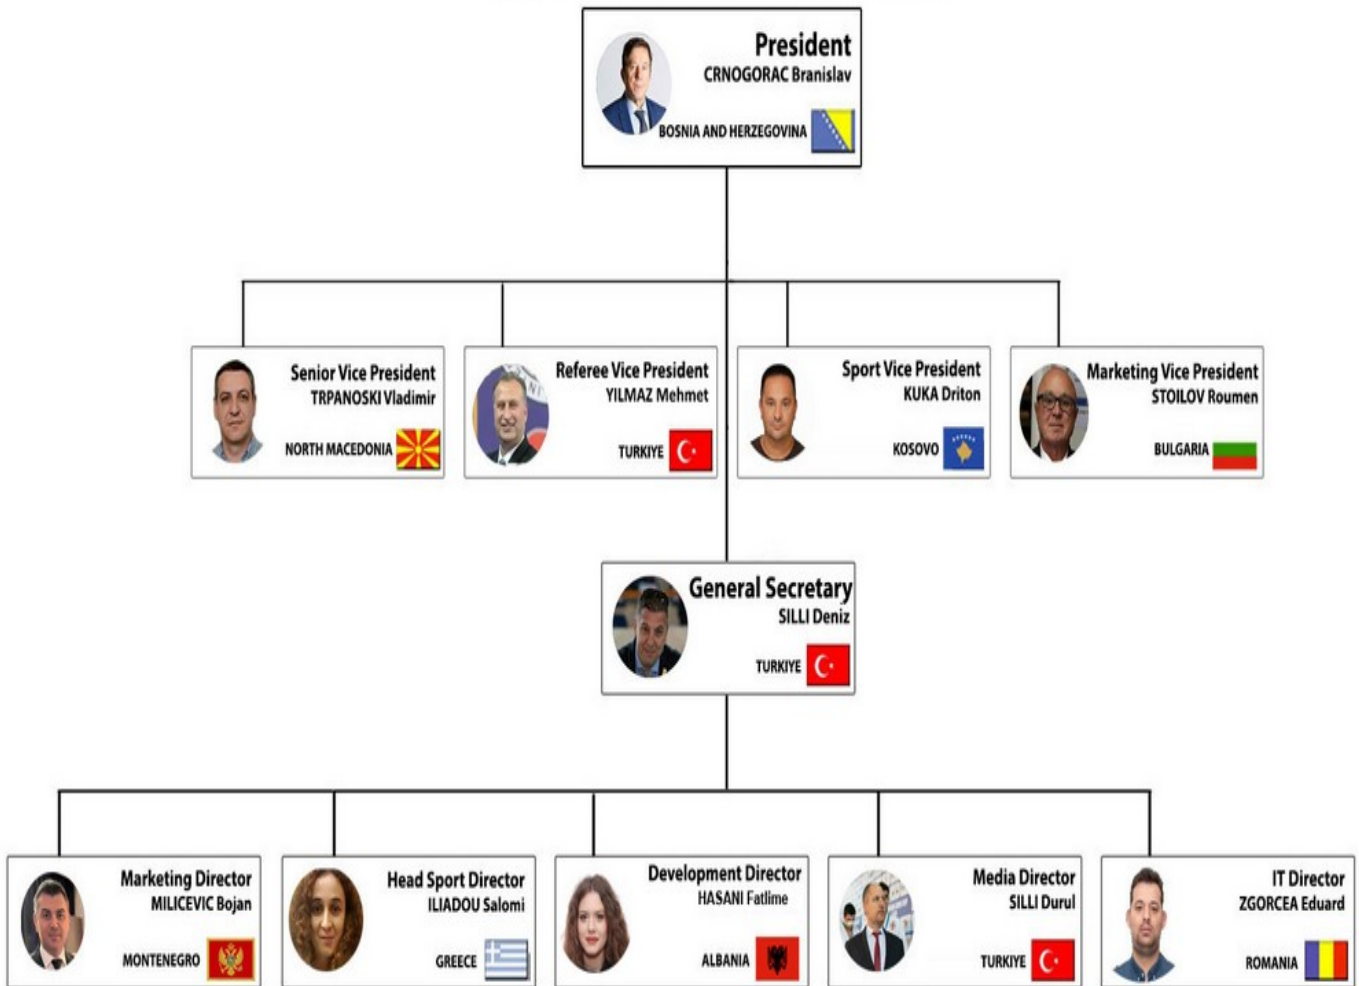 President
CRNOGORAC Branislav
BOSNIA AND HERZEGOVINA
Senior Vice President
TRPANOSKI Vladimir
NORTH MACEDONIA
Referee Vice President
YILMAZ Mehmet
TURKIYE
Sport Vice President
KUKA Driton
KOSOVO
Marketing Vice President
STOILOV Roumen
BULGARIA
General Secretary
SILLI Deniz
TURKIYE
Marketing Director
MILICEVIC Bojan
MONTENEGRO
Head Sport Director
ILIADOU Salomi
GREECE
Development Director
HASANI Fatlime
ALBANIA
Media Director
SILLI Durul
TURKIYE
IT Director
ZGORCEA Eduard
ROMANIA